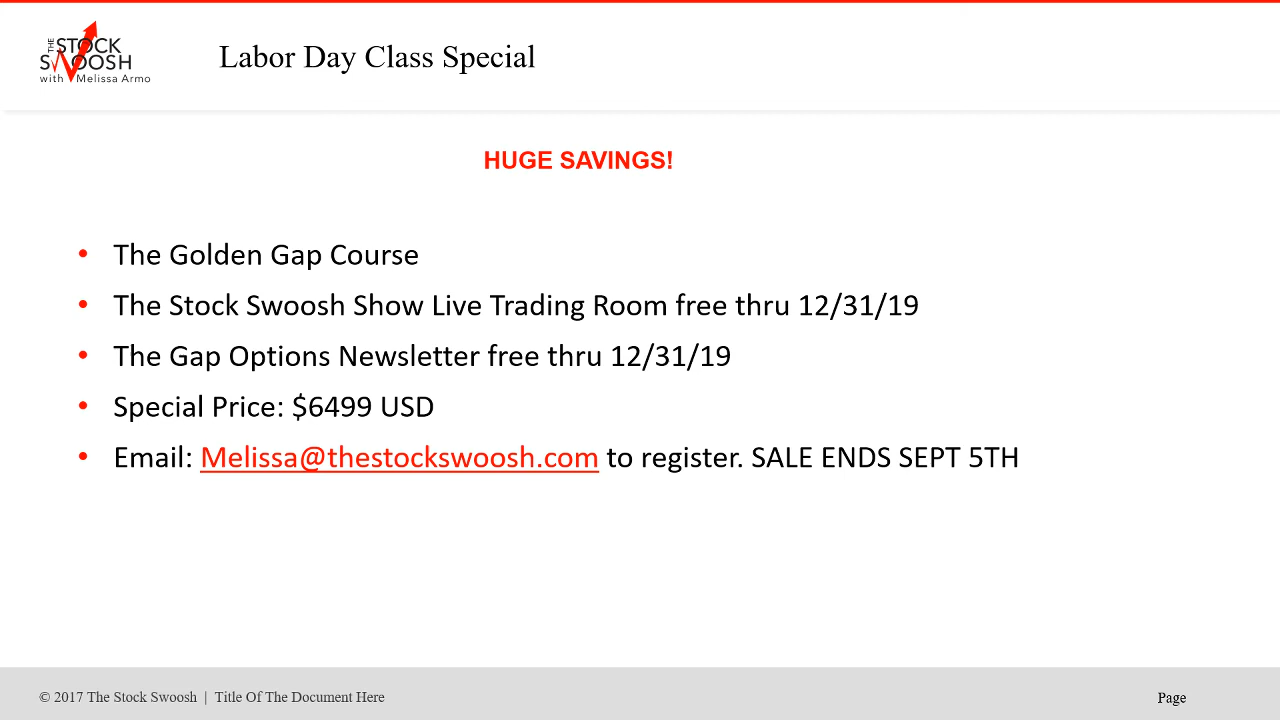 THE STOCK
SWOOSH
with Melissa Armo
Labor Day Class Special
HUGE SAVINGS!
• The Golden Gap Course
• The Stock Swoosh Show Live Trading Room free thru 12/31/19
• The Gap Options Newsletter free thru 12/31/19
• Special Price: $6499 USD
• Email: Melissa@thestockswoosh.com to register. SALE ENDS SEPT 5TH
© 2017 The Stock Swoosh | Title Of The Document Here
Page